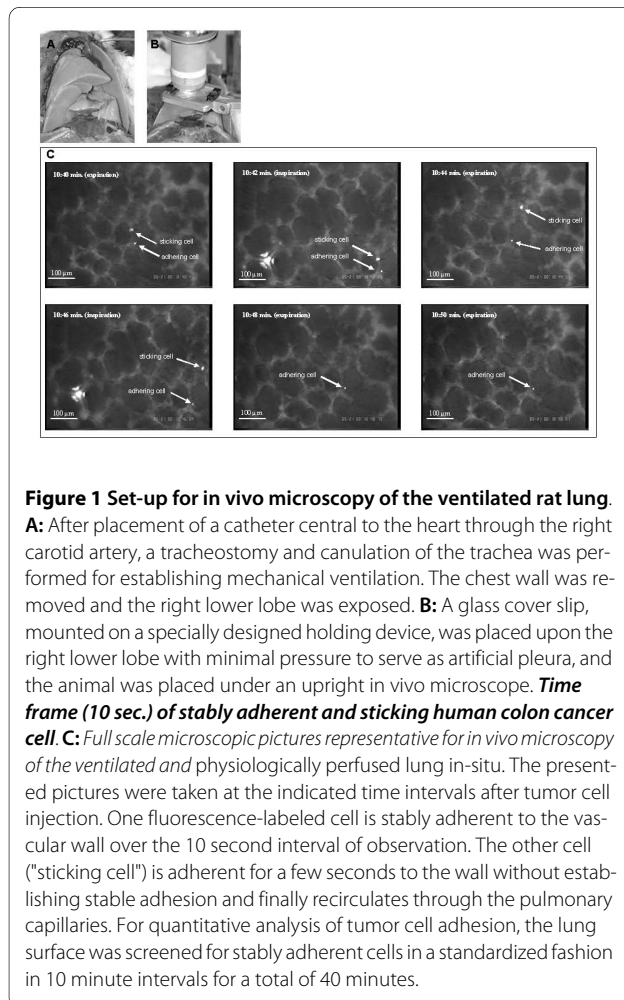 A
B
C
10:40 min. (expiration)
sticking cell
adhering cell
100 µm
10:42 min. (inspiration)
sticking cell
adhering cell
100 µm
10:44 min. (expiration)
sticking cell
adhering cell
100 µm
10:46 min. (inspiration)
sticking cell
adhering cell
100 µm
10:48 min. (expiration)
adhering cell
100 µm
10:50 min. (expiration)
adhering cell
100 µm
Figure 1 Set-up for in vivo microscopy of the ventilated rat lung.
A: After placement of a catheter central to the heart through the right
carotid artery, a tracheostomy and canulation of the trachea was per-
formed for establishing mechanical ventilation. The chest wall was re-
moved and the right lower lobe was exposed. B: A glass cover slip,
mounted on a specially designed holding device, was placed upon the
right lower lobe with minimal pressure to serve as artificial pleura, and
the animal was placed under an upright in vivo microscope. Time
frame (10 sec.) of stably adherent and sticking human colon cancer
cell. C: Full scale microscopic pictures representative for in vivo microscopy
of the ventilated and physiologically perfused lung in-situ. The present-
ed pictures were taken at the indicated time intervals after tumor cell
injection. One fluorescence-labeled cell is stably adherent to the vas-
cular wall over the 10 second interval of observation. The other cell
("sticking cell") is adherent for a few seconds to the wall without estab-
lishing stable adhesion and finally recirculates through the pulmonary
capillaries. For quantitative analysis of tumor cell adhesion, the lung
surface was screened for stably adherent cells in a standardized fashion
in 10 minute intervals for a total of 40 minutes.